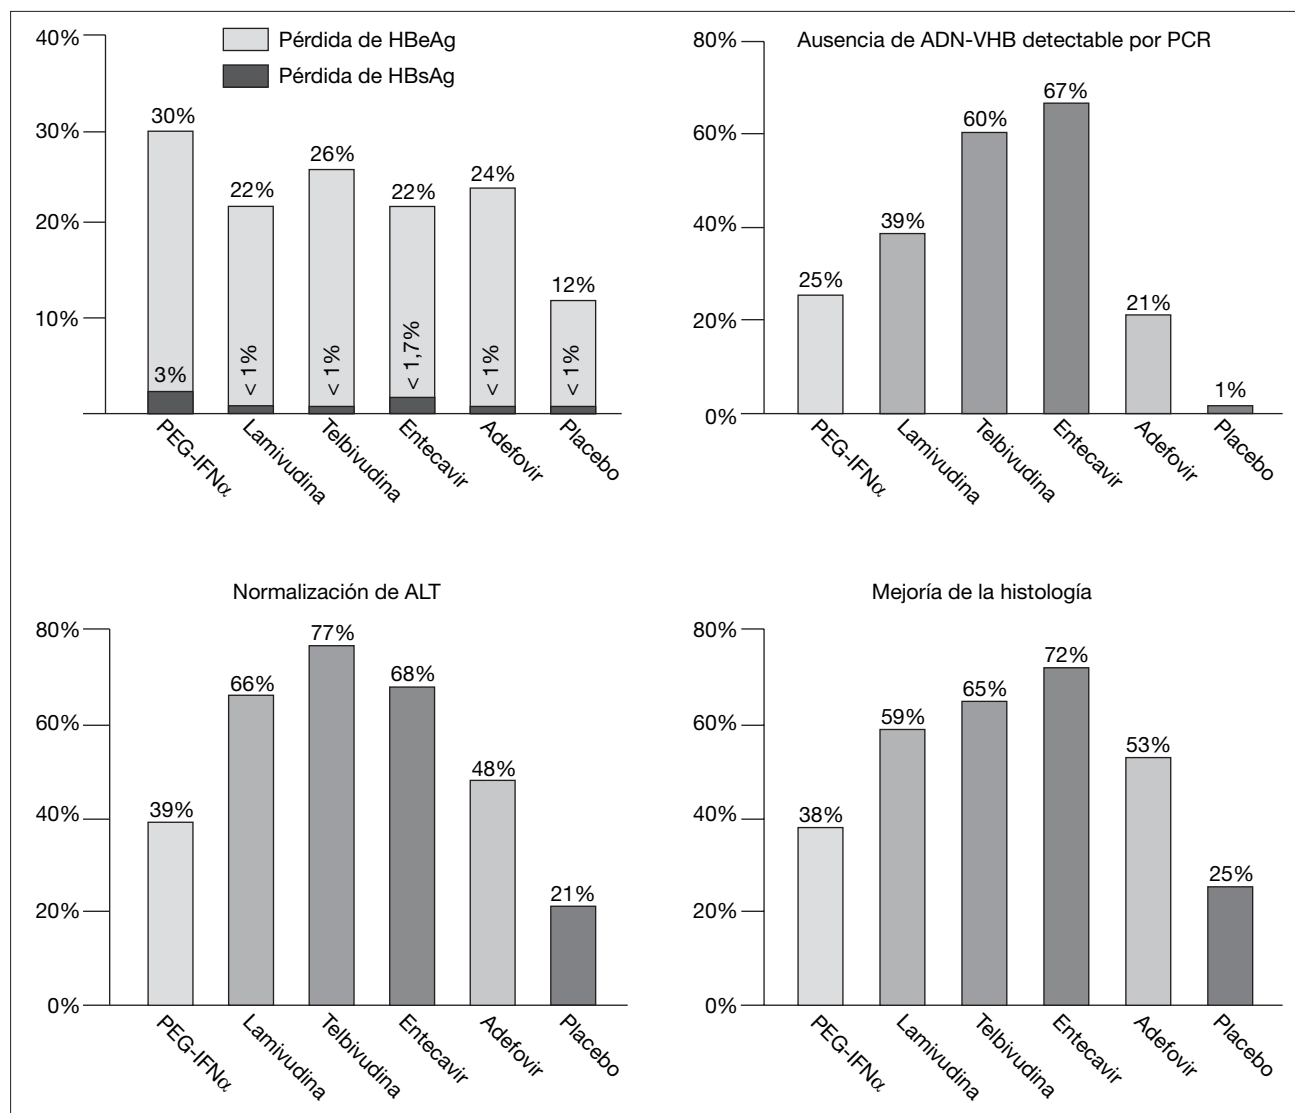 Pérdida de HBeAg
Pérdida de HBsAg
40%
30%
20%
10%
30%
22%
26%
22%
24%
12%
3%
< 1%
< 1%
< 1,7%
< 1%
< 1%
PEG-IFNα
Lamivudina
Telbivudina
Entecavir
Adefovir
Placebo
Ausencia de ADN-VHB detectable por PCR
80%
60%
40%
20%
0%
25%
39%
60%
67%
21%
1%
PEG-IFNα
Lamivudina
Telbivudina
Entecavir
Adefovir
Placebo
Normalización de ALT
80%
60%
40%
20%
0%
39%
66%
77%
68%
48%
21%
PEG-IFNα
Lamivudina
Telbivudina
Entecavir
Adefovir
Placebo
Mejoría de la histología
80%
60%
40%
20%
0%
38%
59%
65%
72%
53%
25%
PEG-IFNα
Lamivudina
Telbivudina
Entecavir
Adefovir
Placebo